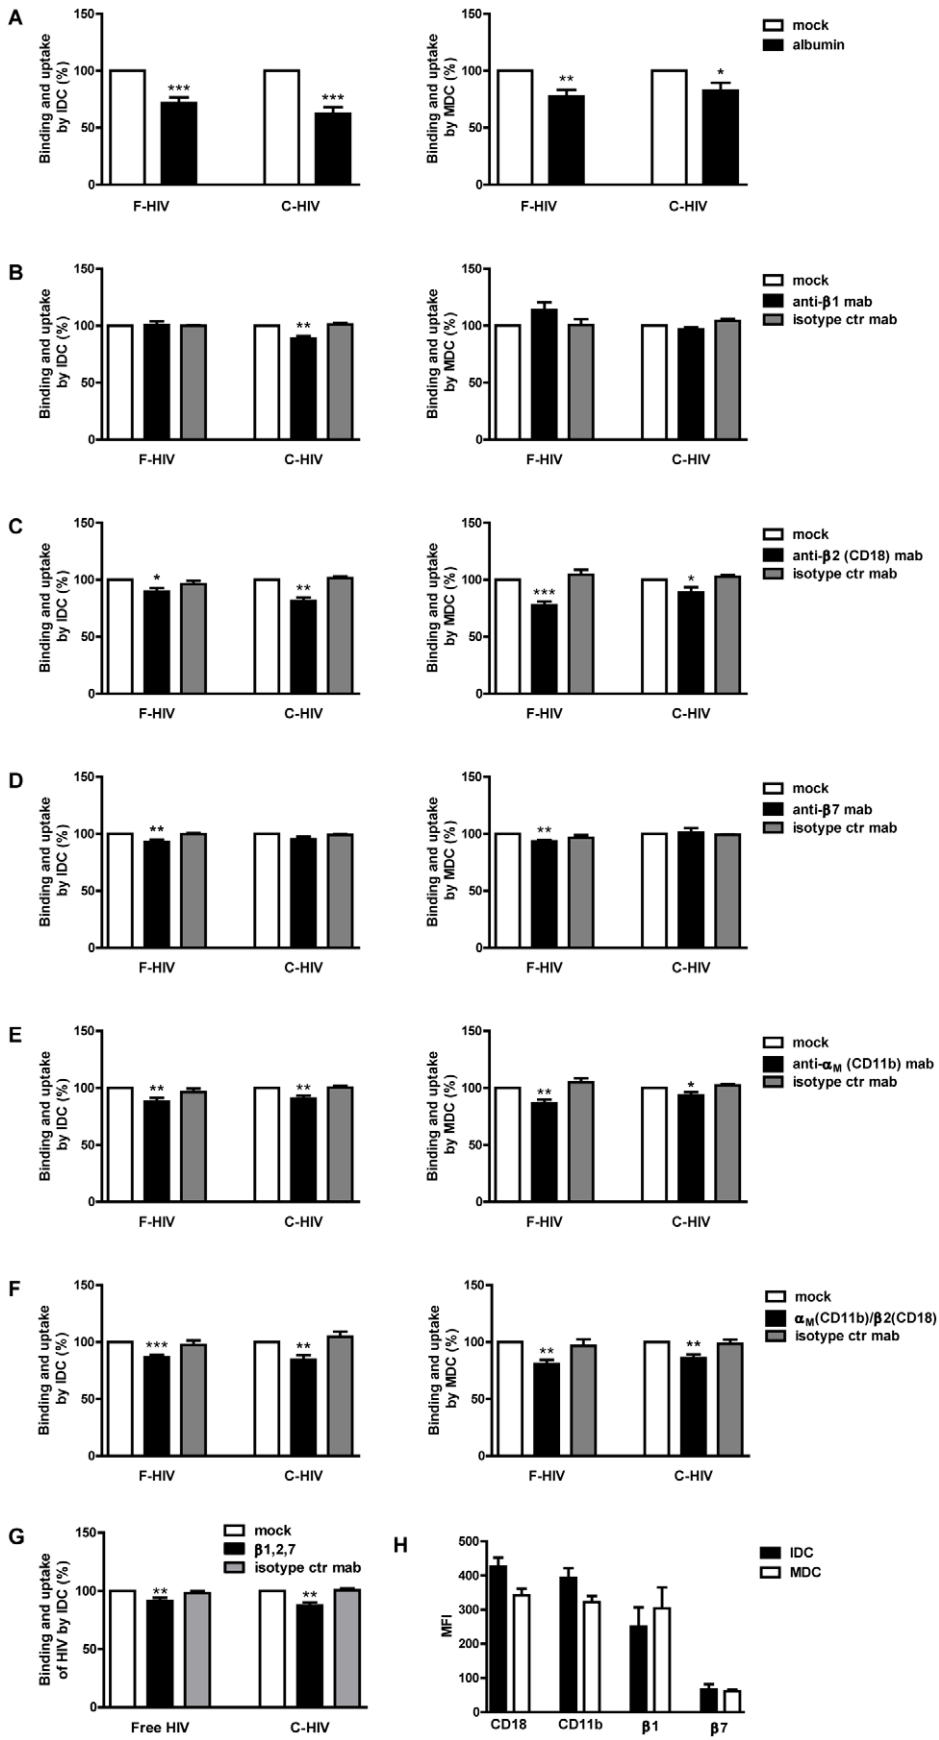 A
Binding and uptake
by IDC (%)
150
100
50
0
***
***
F-HIV
C-HIV
Binding and uptake
by MDC (%)
150
100
50
0
**
*
F-HIV
C-HIV
mock
albumin
B
Binding and uptake
by IDC (%)
150
100
50
0
**
F-HIV
C-HIV
Binding and uptake
by MDC (%)
150
100
50
0
F-HIV
C-HIV
mock
anti-β1 mab
isotype ctr mab
C
Binding and uptake
by IDC (%)
150
100
50
0
*
**
F-HIV
C-HIV
Binding and uptake
by MDC (%)
150
100
50
0
***
*
F-HIV
C-HIV
mock
anti-β2 (CD18) mab
isotype ctr mab
D
Binding and uptake
by IDC (%)
150
100
50
0
**
F-HIV
C-HIV
Binding and uptake
by MDC (%)
150
100
50
0
**
F-HIV
C-HIV
mock
anti-β7 mab
isotype ctr mab
E
Binding and uptake
by IDC (%)
150
100
50
0
**
**
F-HIV
C-HIV
Binding and uptake
by MDC (%)
150
100
50
0
**
*
F-HIV
C-HIV
mock
anti-αM (CD11b) mab
isotype ctr mab
F
Binding and uptake
by IDC (%)
150
100
50
0
***
**
F-HIV
C-HIV
Binding and uptake
by MDC (%)
150
100
50
0
**
**
F-HIV
C-HIV
mock
αM(CD11b)/β2(CD18)
isotype ctr mab
G
Binding and uptake
of HIV by IDC (%)
150
100
50
0
**
**
Free HIV
C-HIV
mock
β1,2,7
isotype ctr mab
H
MFI
500
400
300
200
100
0
CD18
CD11b
β1
β7
IDC
MDC